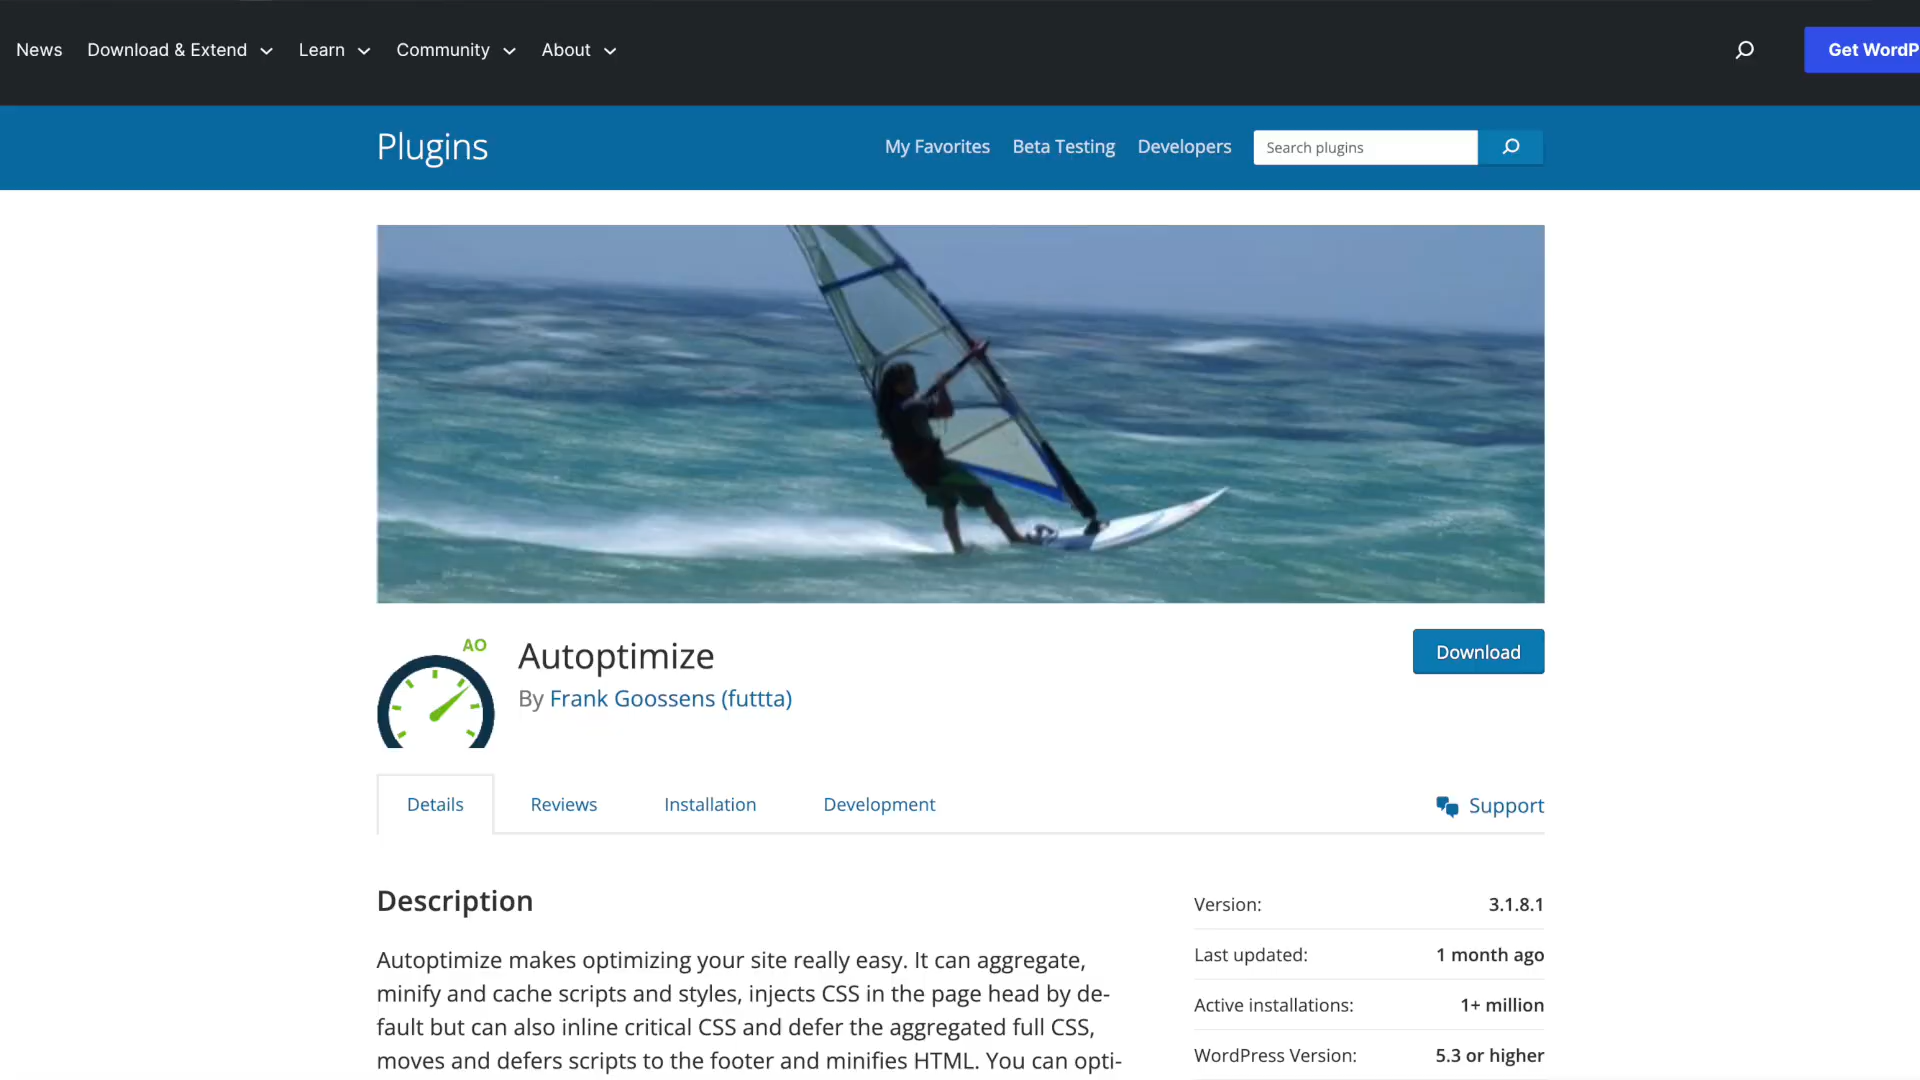 News Download & Extend Learn Community About
Get WordP
Plugins
My Favorites Beta Testing Developers Search plugins
AO
Autoptimize
Download
By Frank Goossens (futtta)
Details Reviews Installation Development Support
Description
Version: 3.1.8.1
Autoptimize makes optimizing your site really easy. It can aggregate,
Last updated: 1 month ago
minify and cache scripts and styles, injects CSS in the page head by de-
Active installations: 1+ million
fault but can also inline critical CSS and defer the aggregated full CSS,
WordPress Version: 5.3 or higher
moves and defers scripts to the footer and minifies HTML. You can opti-